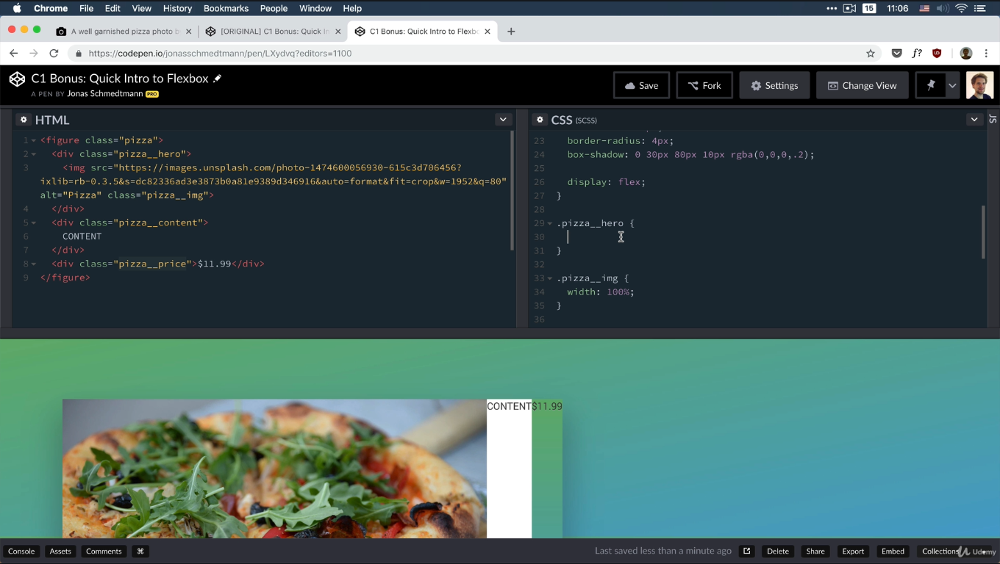 Chrome File Edit View History Bookmarks People Window Help 15 11:06
A well garnished pizza photo b [ORIGINAL] C1 Bonus: Quick In C1 Bonus: Quick Intro to Flexbo
https://codepen.io/jonasschmedtmann/pen/LXydvq?editors=1100 f?
C1 Bonus: Quick Intro to Flexbox
A PEN BY Jonas Schmedtmann PRO
Save Fork Settings Change View
HTML
1 <figure class="pizza">
2 <div class="pizza__hero">
3 <img src="https://images.unsplash.com/photo-1474600056930-615c3d706456?
ixlib=rb-0.3.5&s=dc82336ad3e3873b0a81e9389d346916&auto=format&fit=crop&w=1952&q=80"
alt="Pizza" class="pizza__img">
4 </div>
5 <div class="pizza__content">
6 CONTENT
7 </div>
8 <div class="pizza__price">$11.99</div>
9 </figure>
CSS (SCSS)
JS
23 border-radius: 4px;
24 box-shadow: 0 30px 80px 10px rgba(0,0,0,.2);
25
26 display: flex;
27 }
28
29 .pizza__hero {
30
31 }
32
33 .pizza__img {
34 width: 100%;
35 }
36
CONTENT$11.99
Console Assets Comments ⌘ Last saved less than a minute ago Delete Share Export Embed Collections
Udemy